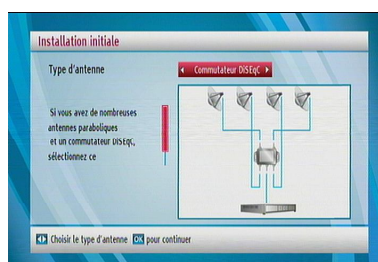 Installation initiale
Type d'antenne
Commutateur DiSEqC
Si vous avez de nombreuses
antennes paraboliques
et un commutateur DiSEqC,
sélectionnez ce
Choisir le type d'antenne OK pour continuer